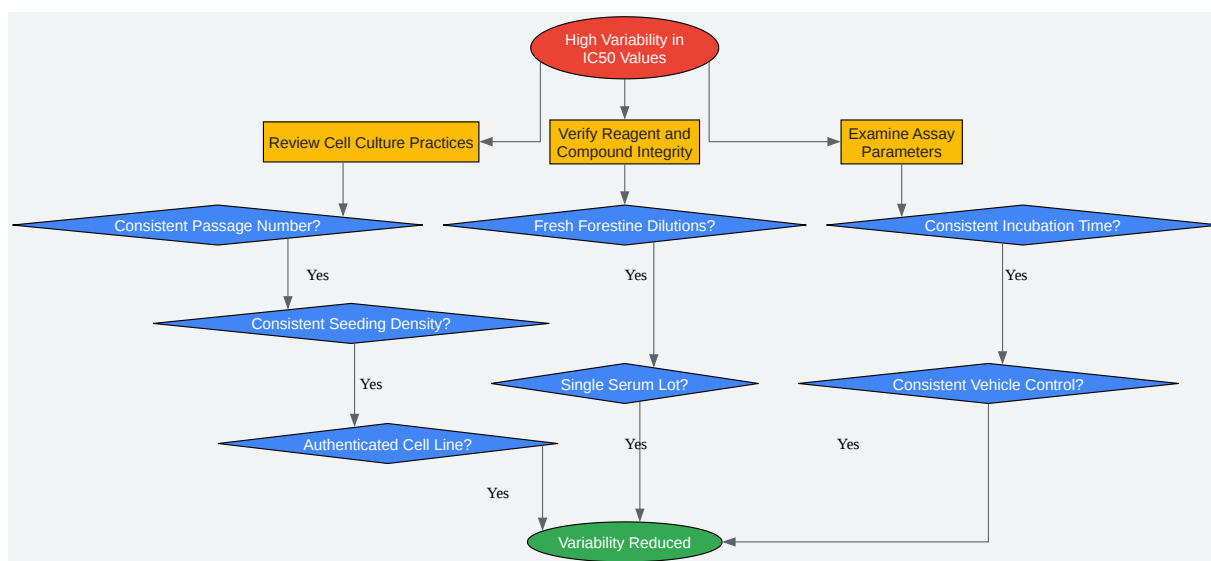 High Variability in
IC50 Values
Review Cell Culture Practices
Verify Reagent and
Compound Integrity
Examine Assay
Parameters
Consistent Passage Number?
Fresh Forestine Dilutions?
Consistent Incubation Time?
Yes
Yes
Yes
Consistent Seeding Density?
Yes
Single Serum Lot?
Consistent Vehicle Control?
Authenticated Cell Line?
Yes
Yes
Yes
Variability Reduced